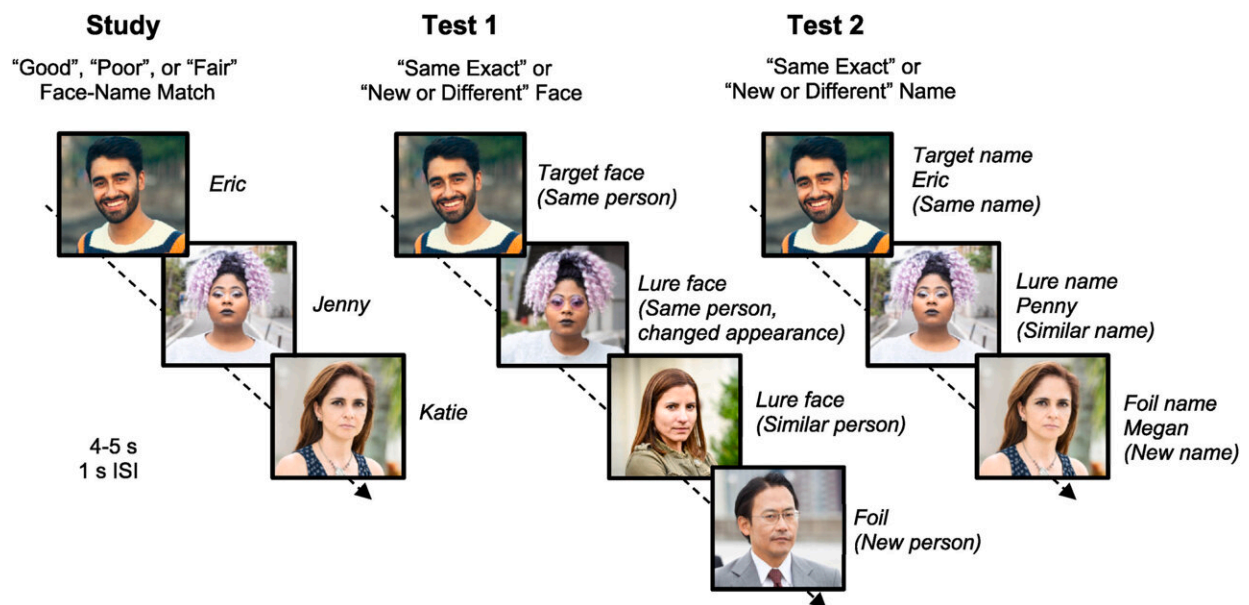 Study
"Good", "Poor", or "Fair"
Face-Name Match
Eric
Jenny
Katie
4-5 s
1 s ISI
Test 1
"Same Exact" or
"New or Different" Face
Target face
(Same person)
Lure face
(Same person,
changed appearance)
Lure face
(Similar person)
Foil
(New person)
Test 2
"Same Exact" or
"New or Different" Name
Target name
Eric
(Same name)
Lure name
Penny
(Similar name)
Foil name
Megan
(New name)